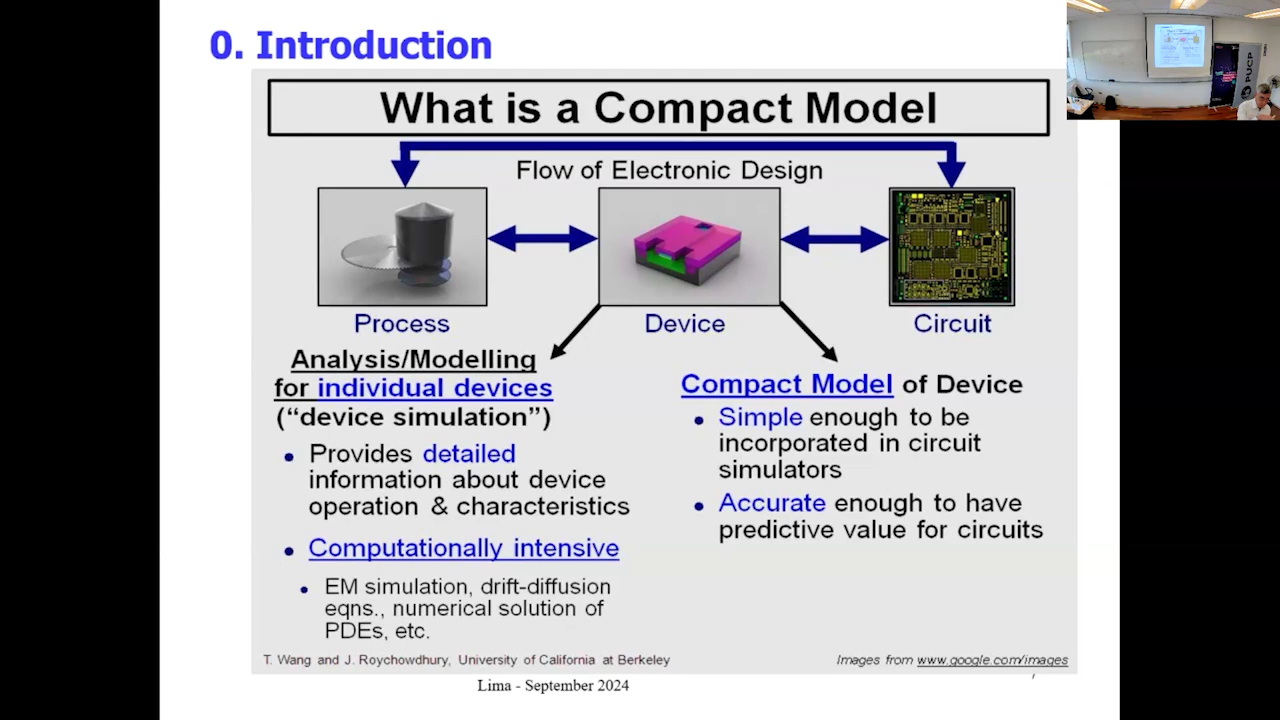 0. Introduction
What is a Compact Model
Flow of Electronic Design
Process
Device
Circuit
Analysis/Modelling
for individual devices
(“device simulation”)
• Provides detailed
information about device
operation & characteristics
• Computationally intensive
• EM simulation, drift-diffusion
eqns., numerical solution of
PDEs, etc.
Compact Model of Device
• Simple enough to be
incorporated in circuit
simulators
• Accurate enough to have
predictive value for circuits
T. Wang and J. Roychowdhury, University of California at Berkeley
Images from www.google.com/images
Lima - September 2024
PUCP